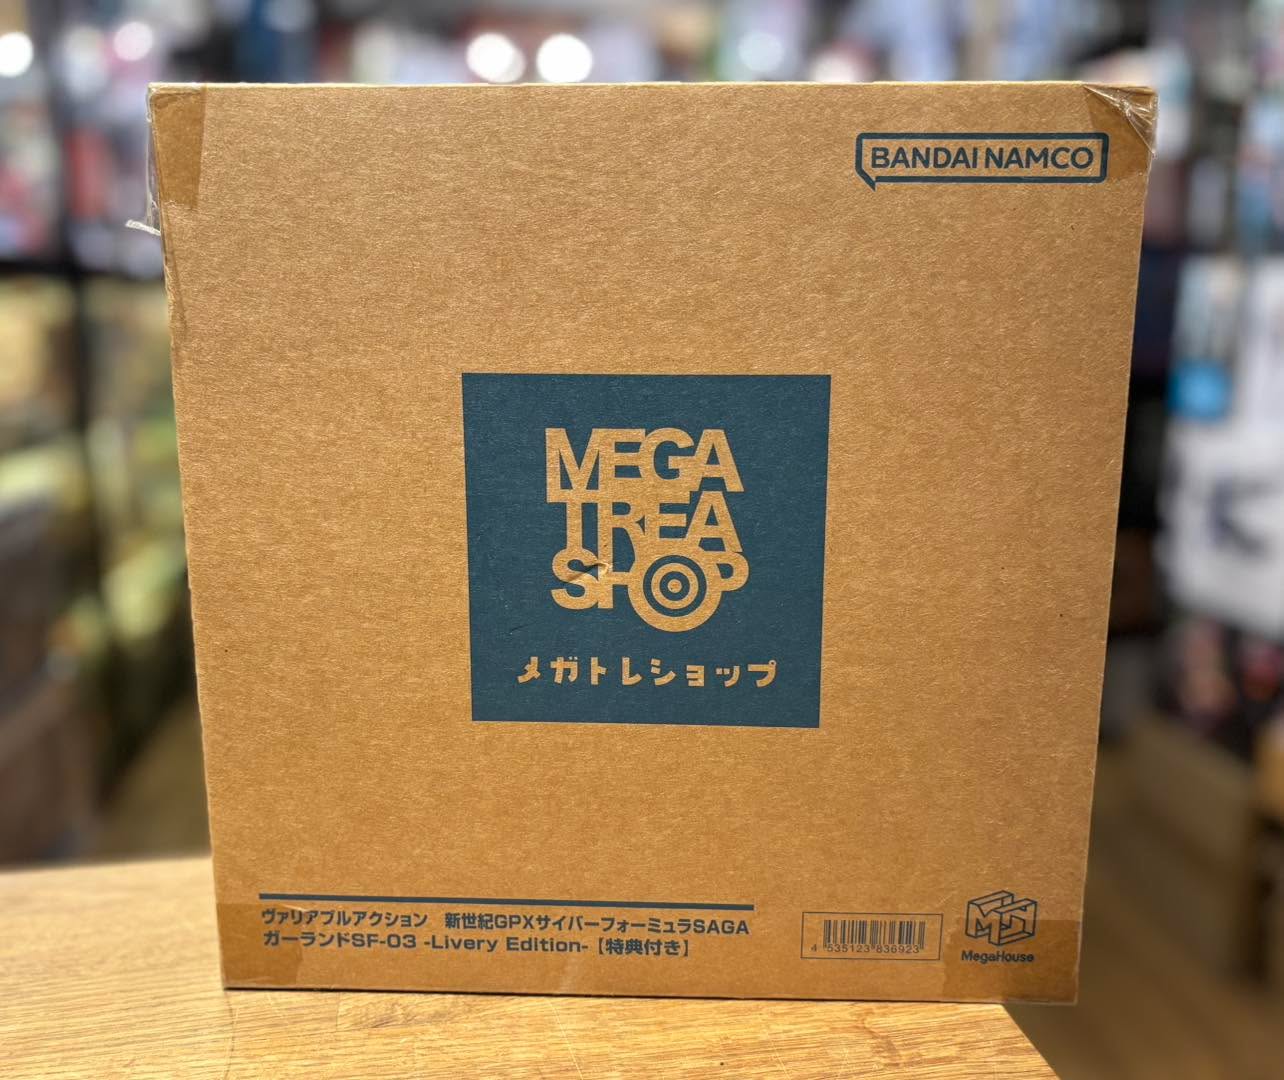 BANDAI NAMCO
MEGA
TREA
SHOP
メガトレショップ
ヴァリアブルアクション 新世紀GPXサイバーフォーミュラSAGA
ガーランドSF-03 -Livery Edition-【特典付き】
4 535123 836923
MegaHouse